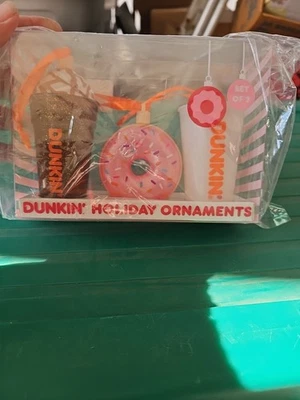 SET
OF 3
DUNKIN'
DUNKIN'
DUNKIN' HOLIDAY ORNAMENTS